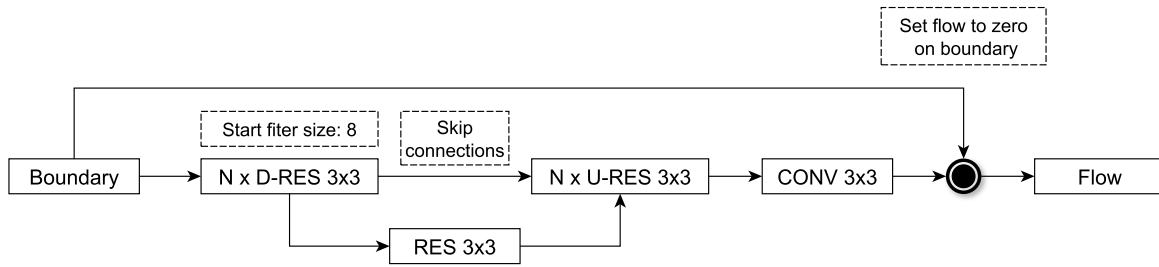 Set flow to zero
on boundary
Start fiter size: 8
Skip
connections
Boundary
N x D-RES 3x3
N x U-RES 3x3
CONV 3x3
Flow
RES 3x3